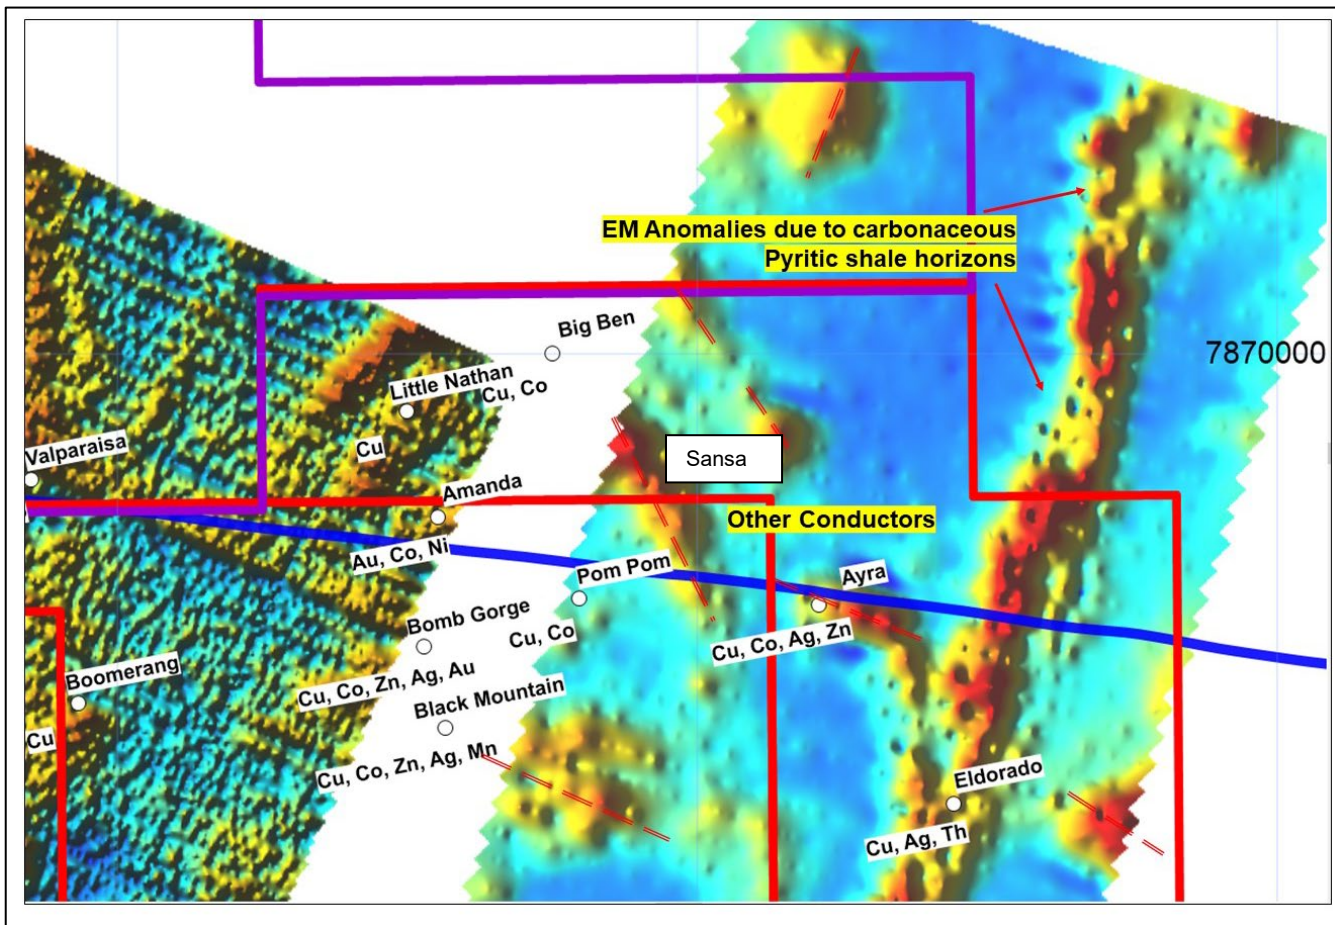 EM Anomalies due to carbonaceous
Pyritic shale horizons
Big Ben
7870000
Little Nathan
Cu, Co
Cu
Valparaisa
Sansa
Amanda
Other Conductors
Au, Co, Ni
Pom Pom
Ayra
Bomb Gorge
Cu, Co
Cu, Co, Ag, Zn
Boomerang
Cu, Co, Zn, Ag, Au
Black Mountain
Cu
Cu, Co, Zn, Ag, Mn
Eldorado
Cu, Ag, Th